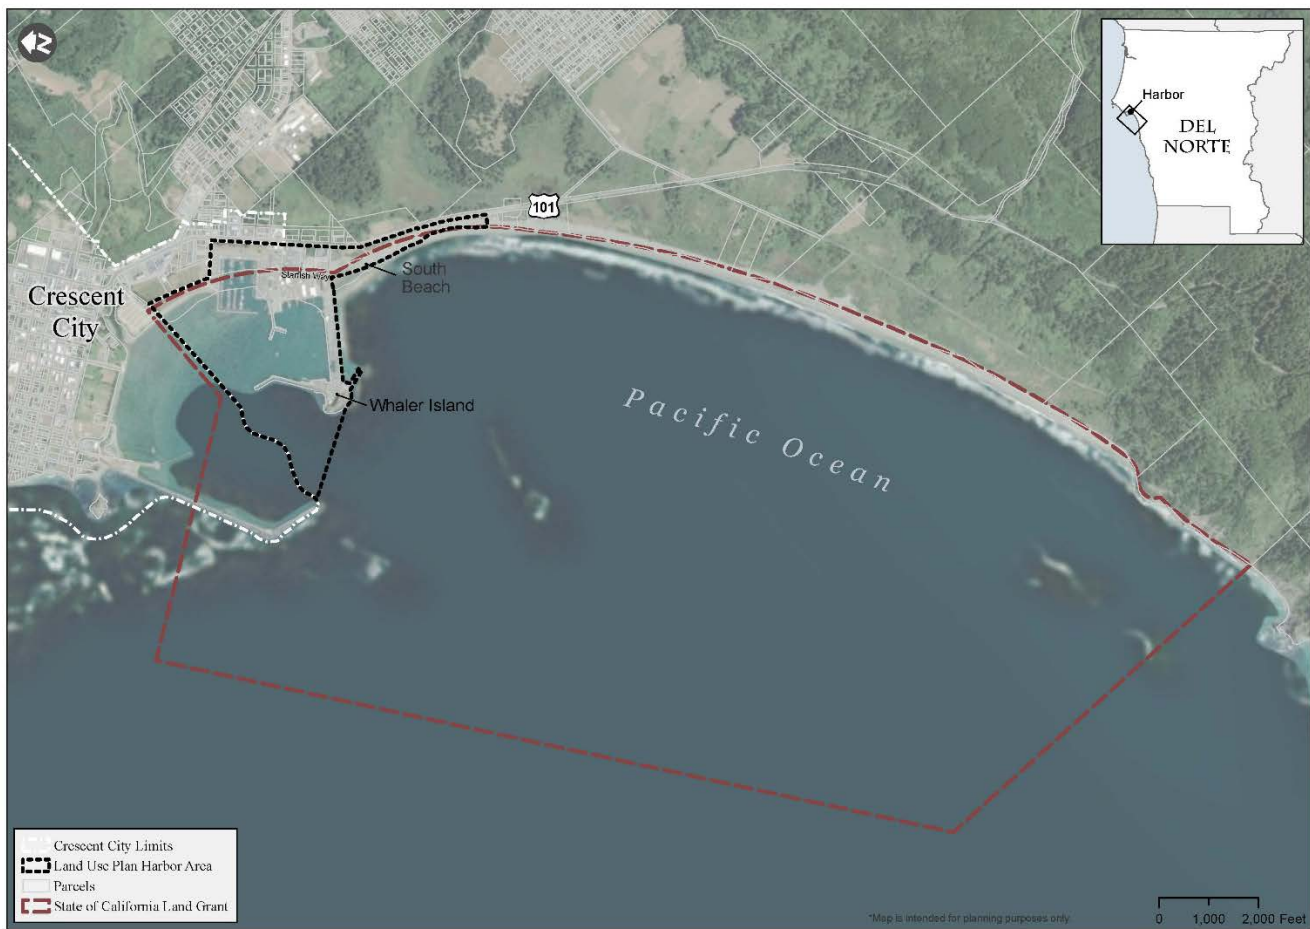 N
Harbor
DEL
NORTE
101
Starfish Way
South
Beach
Crescent
City
Whaler Island
Pacific Ocean
Crescent City Limits
Land Use Plan Harbor Area
Parcels
State of California Land Grant
*Map is intended for planning purposes only.
0 1,000 2,000 Feet